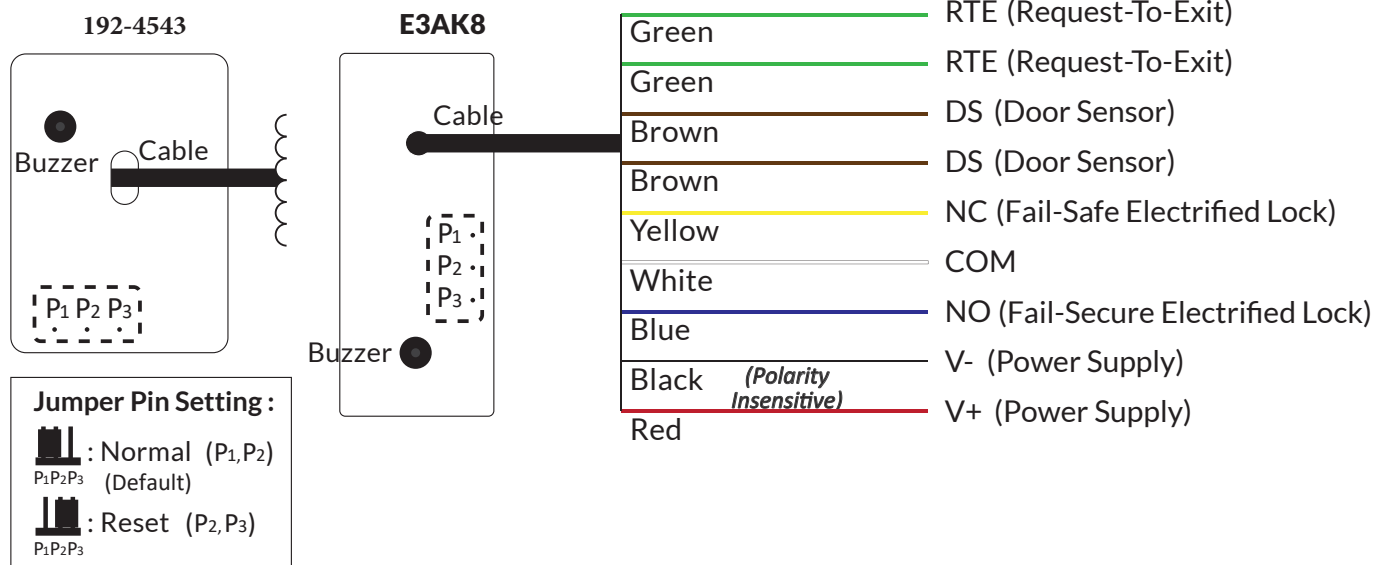 192-4543
Buzzer
Cable
P1 P2 P3
E3AK8
Cable
P1
P2
P3
Buzzer
Green
RTE (Request-To-Exit)
Green
RTE (Request-To-Exit)
Brown
DS (Door Sensor)
Brown
DS (Door Sensor)
Yellow
NC (Fail-Safe Electrified Lock)
White
COM
Blue
NO (Fail-Secure Electrified Lock)
Black
(Polarity
Insensitive)
V- (Power Supply)
Red
V+ (Power Supply)
Jumper Pin Setting :
: Normal (P1,P2)
P1P2P3
(Default)
: Reset (P2,P3)
P1P2P3